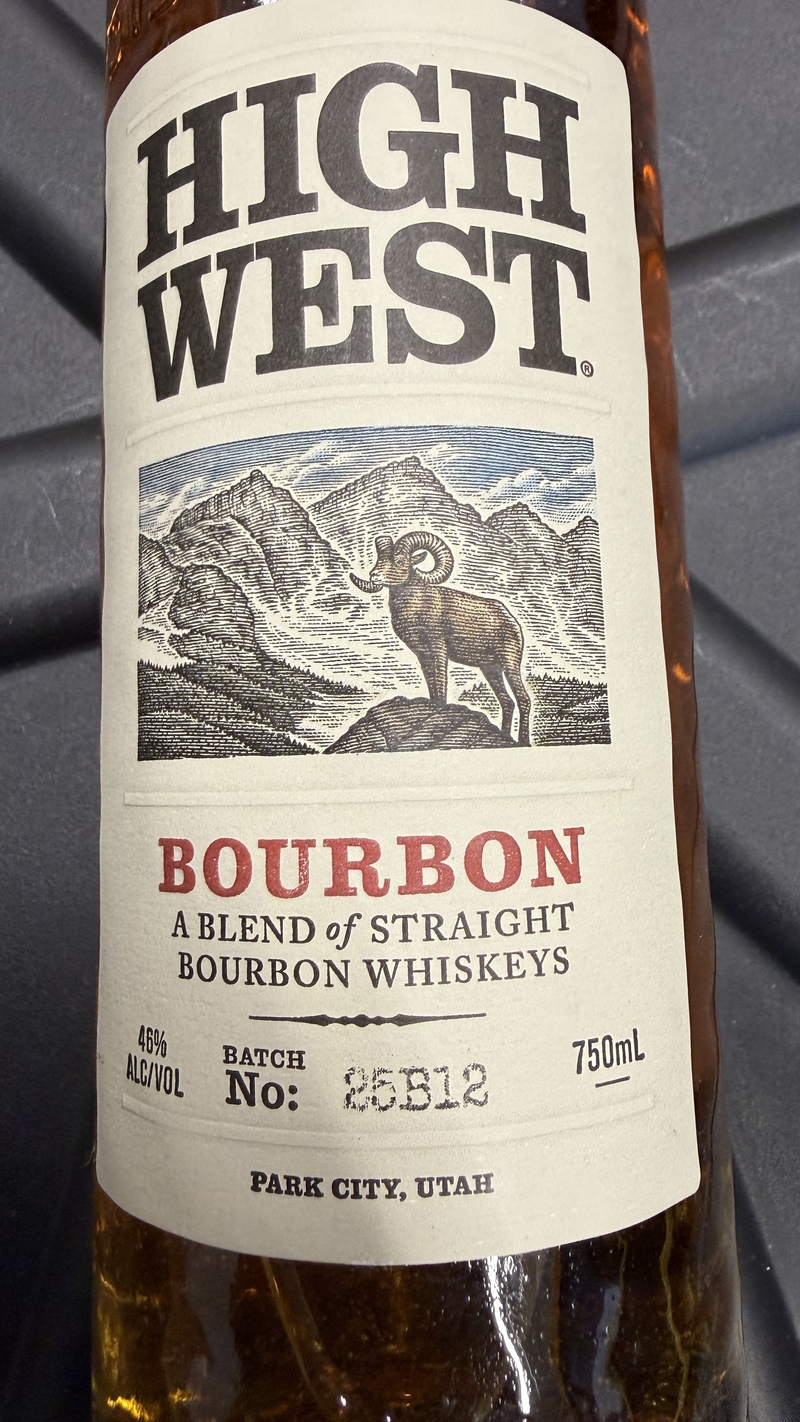 HIGH
WEST®
BOURBON
A BLEND of STRAIGHT
BOURBON WHISKEYS
46%
ALC/VOL
BATCH
No: 25B12
750mL
PARK CITY, UTAH